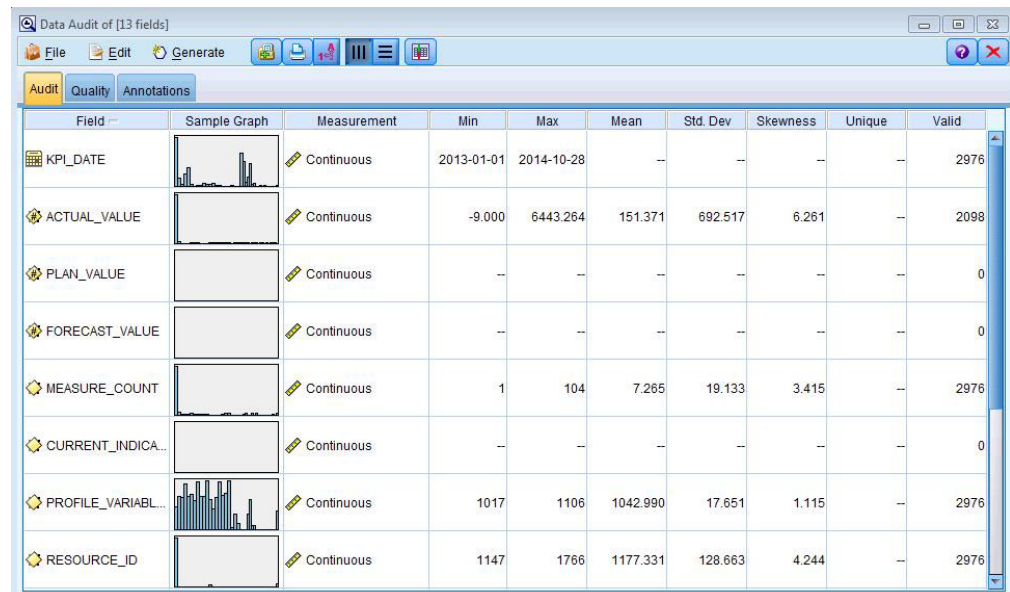 Data Audit of [13 fields]
File Edit Generate
Audit Quality Annotations
Field Sample Graph Measurement Min Max Mean Std. Dev Skewness Unique Valid
KPI_DATE Continuous 2013-01-01 2014-10-28 -- -- -- -- 2976
ACTUAL_VALUE Continuous -9.000 6443.264 151.371 692.517 6.261 -- 2098
PLAN_VALUE Continuous -- -- -- -- -- -- 0
FORECAST_VALUE Continuous -- -- -- -- -- -- 0
MEASURE_COUNT Continuous 1 104 7.265 19.133 3.415 -- 2976
CURRENT_INDICA... Continuous -- -- -- -- -- -- 0
PROFILE_VARIABL... Continuous 1017 1106 1042.990 17.651 1.115 -- 2976
RESOURCE_ID Continuous 1147 1766 1177.331 128.663 4.244 -- 2976